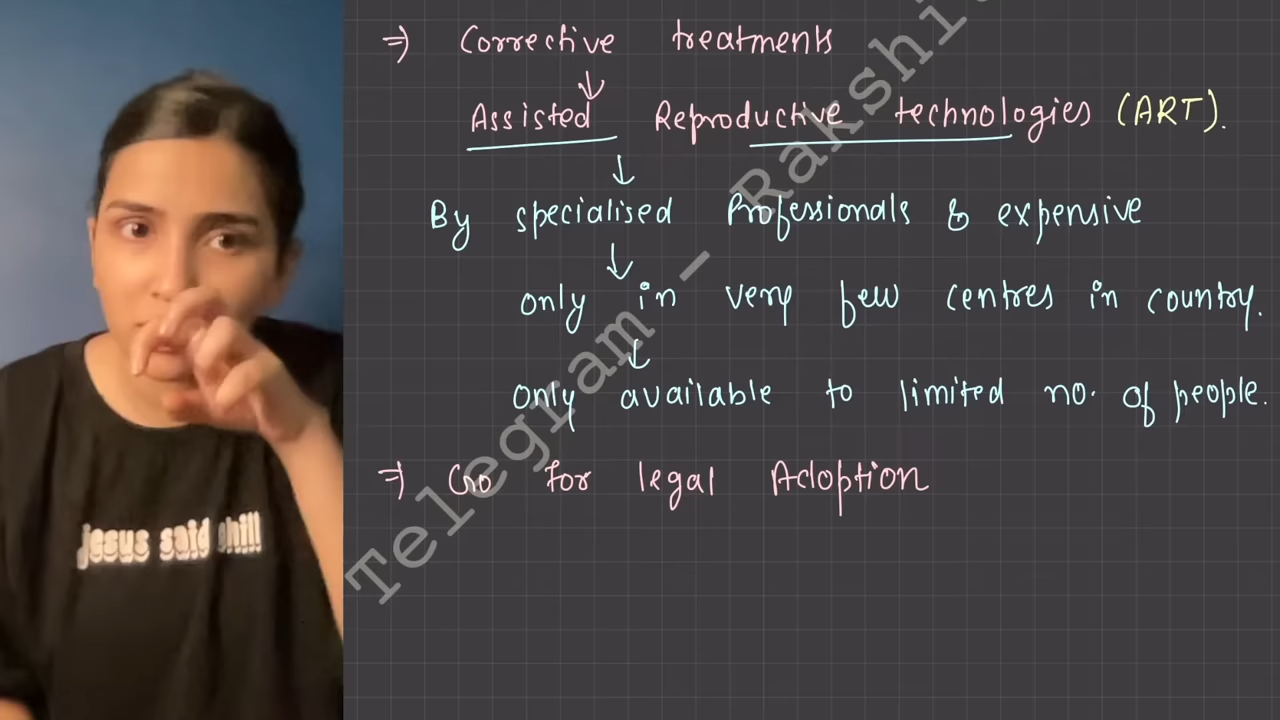 ⇒ Corrective treatments
↓
Assisted Reproductive technologies (ART).
↓
By specialised Professionals & expensive
↓
only in very few centres in country.
↓
only available to limited no. of people.
⇒ Go for legal Adoption
jesus said chill
Telegram - Rakshi